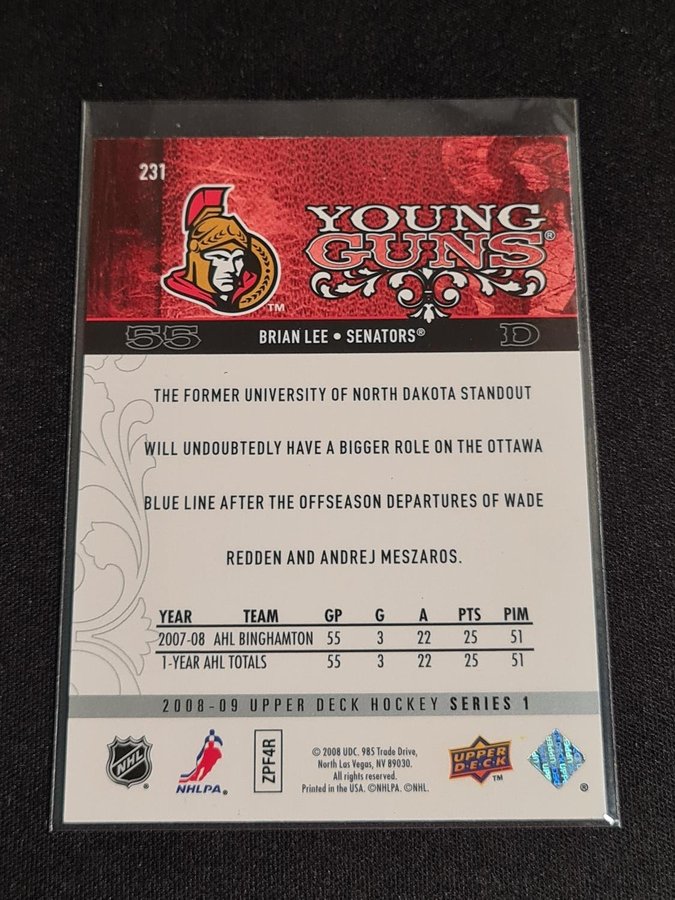 231
™
YOUNG
GUNS®
55 BRIAN LEE • SENATORS® D
THE FORMER UNIVERSITY OF NORTH DAKOTA STANDOUT
WILL UNDOUBTEDLY HAVE A BIGGER ROLE ON THE OTTAWA
BLUE LINE AFTER THE OFFSEASON DEPARTURES OF WADE
REDDEN AND ANDREJ MESZAROS.
YEAR TEAM GP G A PTS PIM
2007-08 AHL BINGHAMTON 55 3 22 25 51
1-YEAR AHL TOTALS 55 3 22 25 51
2008-09 UPPER DECK HOCKEY SERIES 1
NHL
NHLPA®
ZPF4R
© 2008 UDC. 985 Trade Drive,
North Las Vegas, NV 89030.
All rights reserved.
Printed in the USA. ©NHLPA. ©NHL.
UPPER
DECK™
®